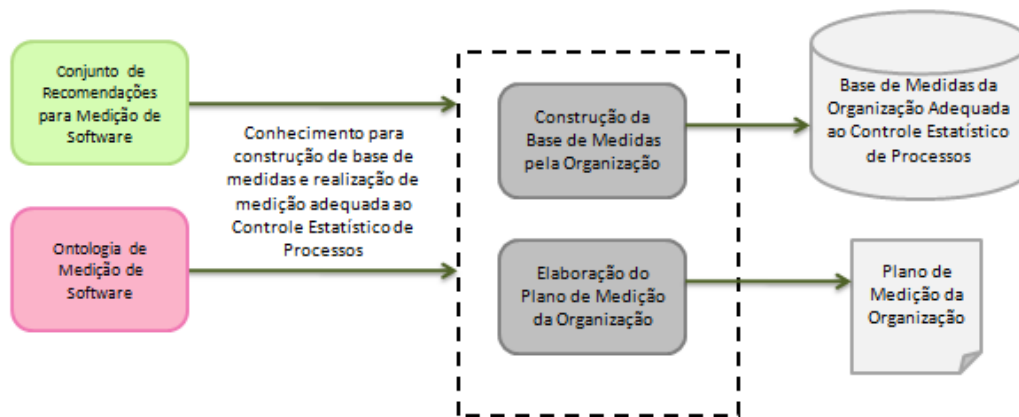 Conjunto de
Recomendações
para Medição de
Software
Conhecimento para
construção de base de
medidas e realização de
medição adequada ao
Controle Estatístico de
Processos
Ontologia de
Medição de
Software
Construção da
Base de Medidas
pela Organização
Elaboração do
Plano de Medição
da Organização
Base de Medidas da
Organização Adequada
ao Controle Estatístico
de Processos
Plano de
Medição da
Organização